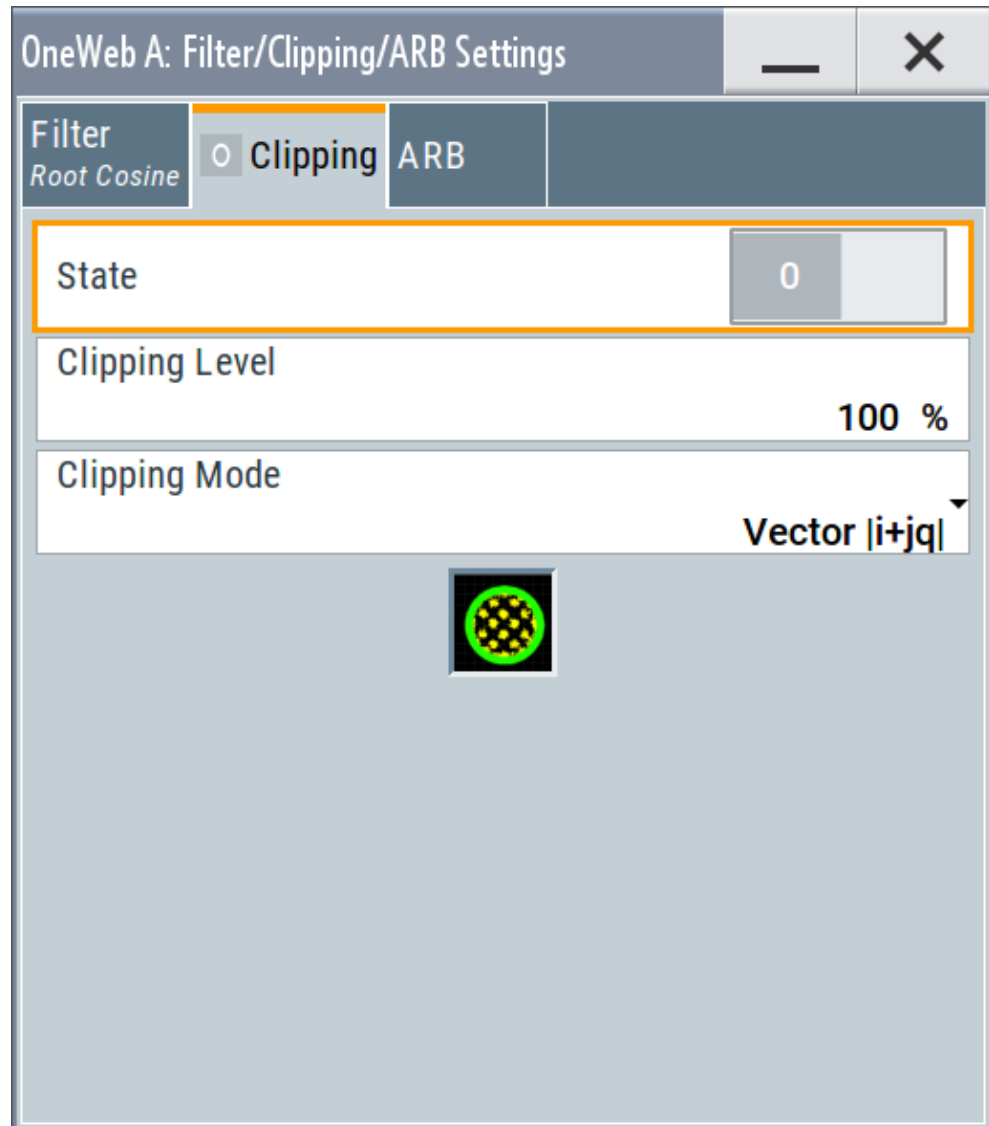 OneWeb A: Filter/Clipping/ARB Settings
Filter
Root Cosine
0 Clipping
ARB
State
0
Clipping Level
100 %
Clipping Mode
Vector |i+jq|